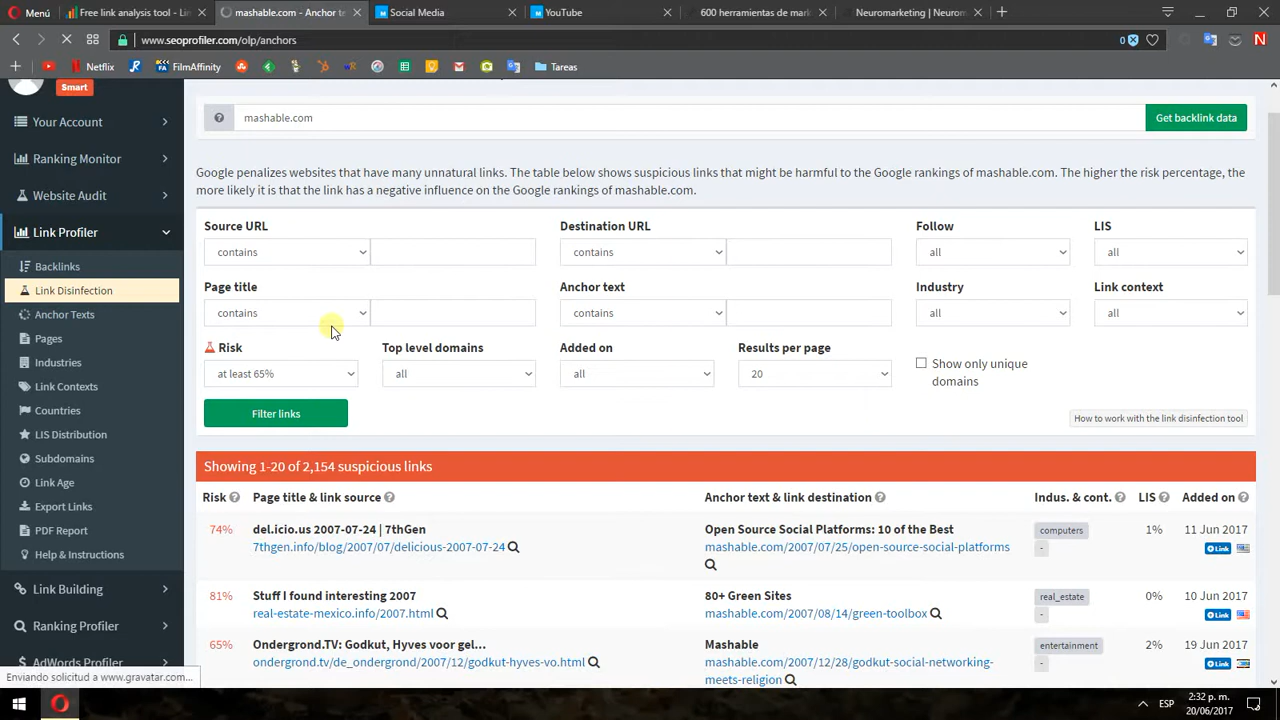 Menú
Free link analysis tool - Lin
mashable.com - Anchor t
Social Media
YouTube
600 herramientas de mark
Neuromarketing | Neurom
www.seoprofiler.com/olp/anchors
0
Netflix
FilmAffinity
Tareas
Smart
Your Account
Ranking Monitor
Website Audit
Link Profiler
Backlinks
Link Disinfection
Anchor Texts
Pages
Industries
Link Contexts
Countries
LIS Distribution
Subdomains
Link Age
Export Links
PDF Report
Help & Instructions
Link Building
Ranking Profiler
AdWords Profiler
mashable.com
Get backlink data
Google penalizes websites that have many unnatural links. The table below shows suspicious links that might be harmful to the Google rankings of mashable.com. The higher the risk percentage, the
more likely it is that the link has a negative influence on the Google rankings of mashable.com.
Source URL Destination URL Follow LIS
contains contains all all
Page title Anchor text Industry Link context
contains contains all all
Risk Top level domains Added on Results per page
at least 65% all all 20
Show only unique
domains
Filter links
How to work with the link disinfection tool
Showing 1-20 of 2,154 suspicious links
Risk Page title & link source Anchor text & link destination Indus. & cont. LIS Added on
74% del.icio.us 2007-07-24 | 7thGen Open Source Social Platforms: 10 of the Best computers 1% 11 Jun 2017
7thgen.info/blog/2007/07/delicious-2007-07-24 mashable.com/2007/07/25/open-source-social-platforms - Link
81% Stuff I found interesting 2007 80+ Green Sites real_estate 0% 10 Jun 2017
real-estate-mexico.info/2007.html mashable.com/2007/08/14/green-toolbox - Link
65% Ondergrond.TV: Godkut, Hyves voor gel... Mashable entertainment 2% 19 Jun 2017
ondergrond.tv/de_ondergrond/2007/12/godkut-hyves-vo.html mashable.com/2007/12/28/godkut-social-networking- - Link
meets-religion
Enviando solicitud a www.gravatar.com...
ESP
2:32 p. m.
20/06/2017